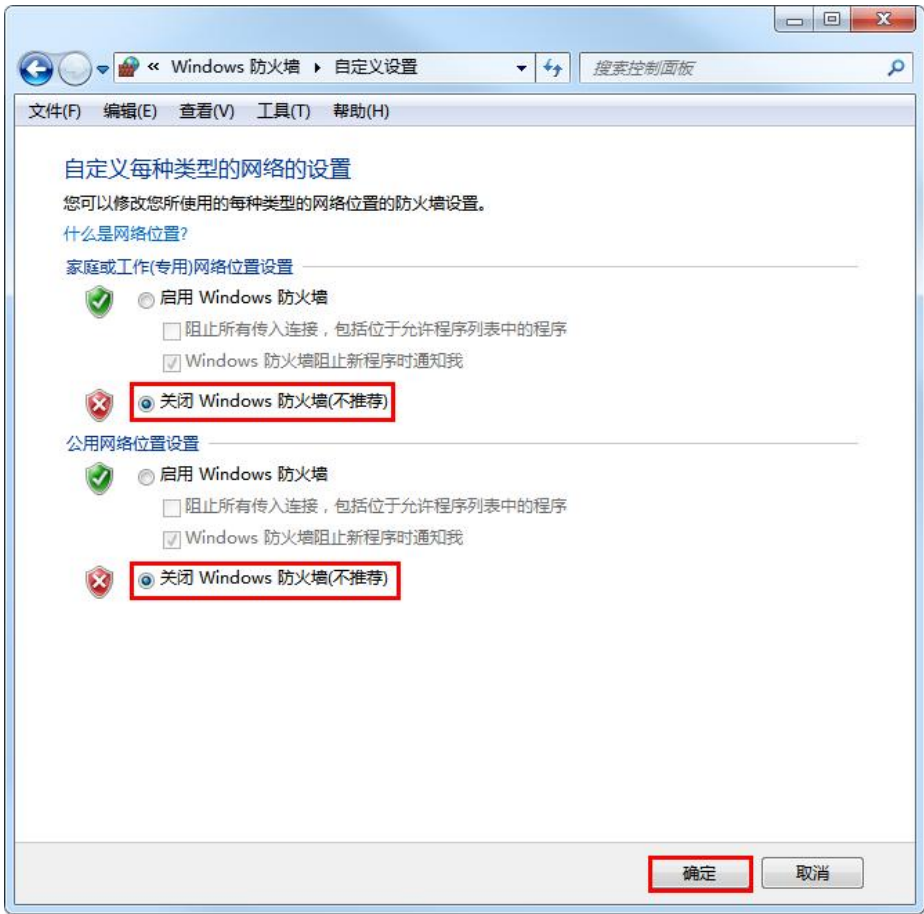 « Windows 防火墙 ▸ 自定义设置 搜索控制面板
文件(F) 编辑(E) 查看(V) 工具(T) 帮助(H)
自定义每种类型的网络的设置
您可以修改您所使用的每种类型的网络位置的防火墙设置。
什么是网络位置?
家庭或工作(专用)网络位置设置
启用 Windows 防火墙
阻止所有传入连接，包括位于允许程序列表中的程序
Windows 防火墙阻止新程序时通知我
关闭 Windows 防火墙(不推荐)
公用网络位置设置
启用 Windows 防火墙
阻止所有传入连接，包括位于允许程序列表中的程序
Windows 防火墙阻止新程序时通知我
关闭 Windows 防火墙(不推荐)
确定 取消